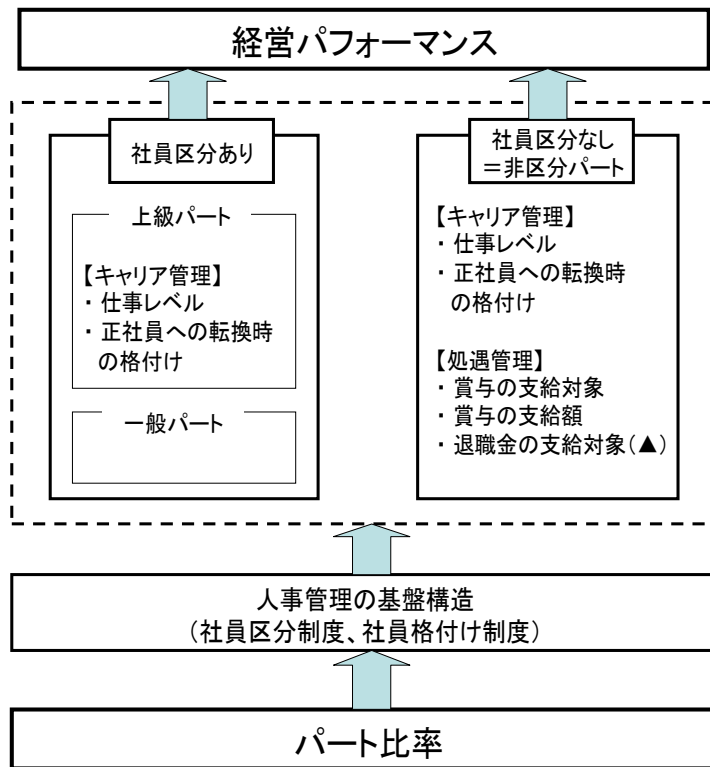 経営パフォーマンス
社員区分あり
上級パート
【キャリア管理】
・仕事レベル
・正社員への転換時
の格付け
一般パート
社員区分なし
＝非区分パート
【キャリア管理】
・仕事レベル
・正社員への転換時
の格付け
【処遇管理】
・賞与の支給対象
・賞与の支給額
・退職金の支給対象（▲）
人事管理の基盤構造
（社員区分制度、社員格付け制度）
パート比率